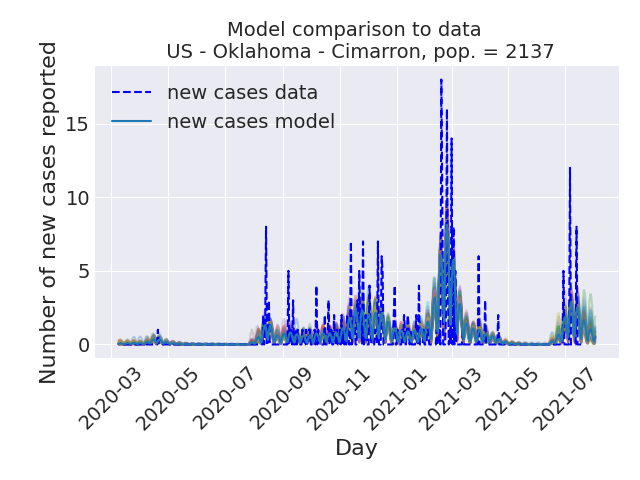 Model comparison to data
US - Oklahoma - Cimarron, pop. = 2137
Number of new cases reported
new cases data
new cases model
15
10
5
0
2020-03
2020-05
2020-07
2020-09
2020-11
2021-01
2021-03
2021-05
2021-07
Day